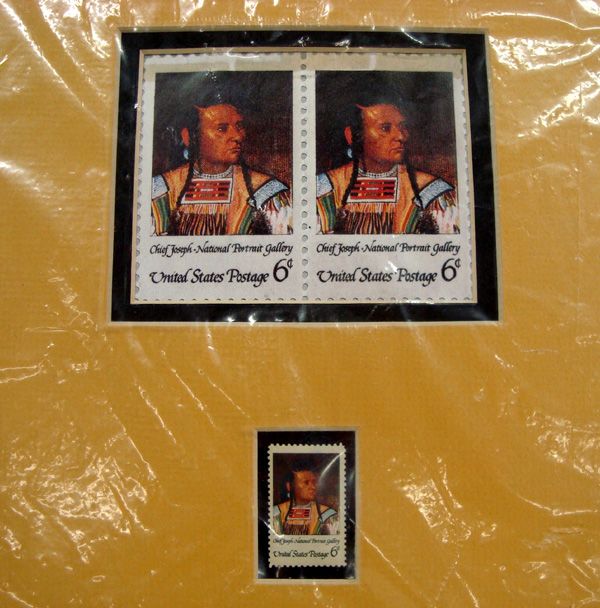 Chief Joseph-National Portrait Gallery
United States Postage 6¢
Chief Joseph-National Portrait Gallery
United States Postage 6¢
Chief Joseph-National Portrait Gallery
United States Postage 6¢